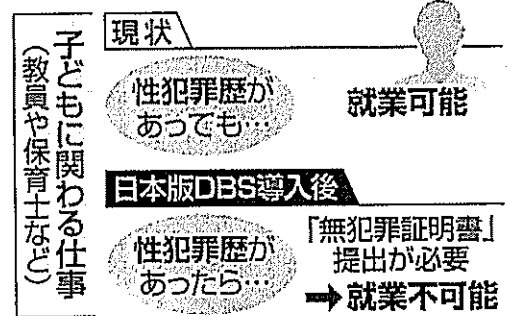 子どもに関わる仕事
（教員や保育士など）
現状
性犯罪歴が
あっても…
就業可能
日本版DBS導入後
性犯罪歴が
あったら…
「無犯罪証明書」
提出が必要
➡就業不可能